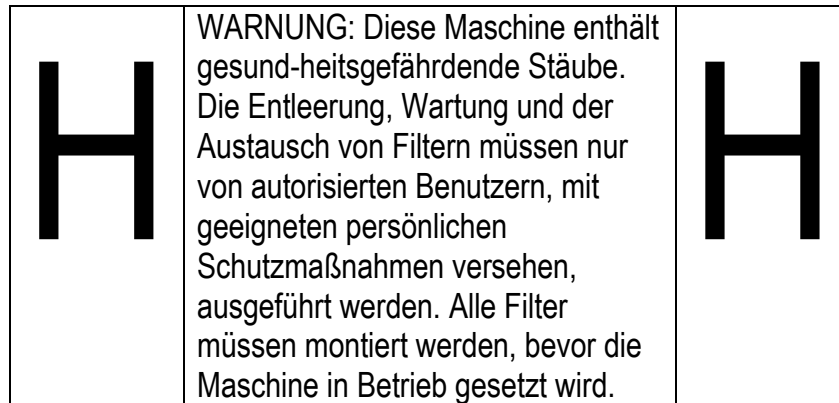 H
WARNUNG: Diese Maschine enthält
gesund-heitsgefährdende Stäube.
Die Entleerung, Wartung und der
Austausch von Filtern müssen nur
von autorisierten Benutzern, mit
geeigneten persönlichen
Schutzmaßnahmen versehen,
ausgeführt werden. Alle Filter
müssen montiert werden, bevor die
Maschine in Betrieb gesetzt wird.
H